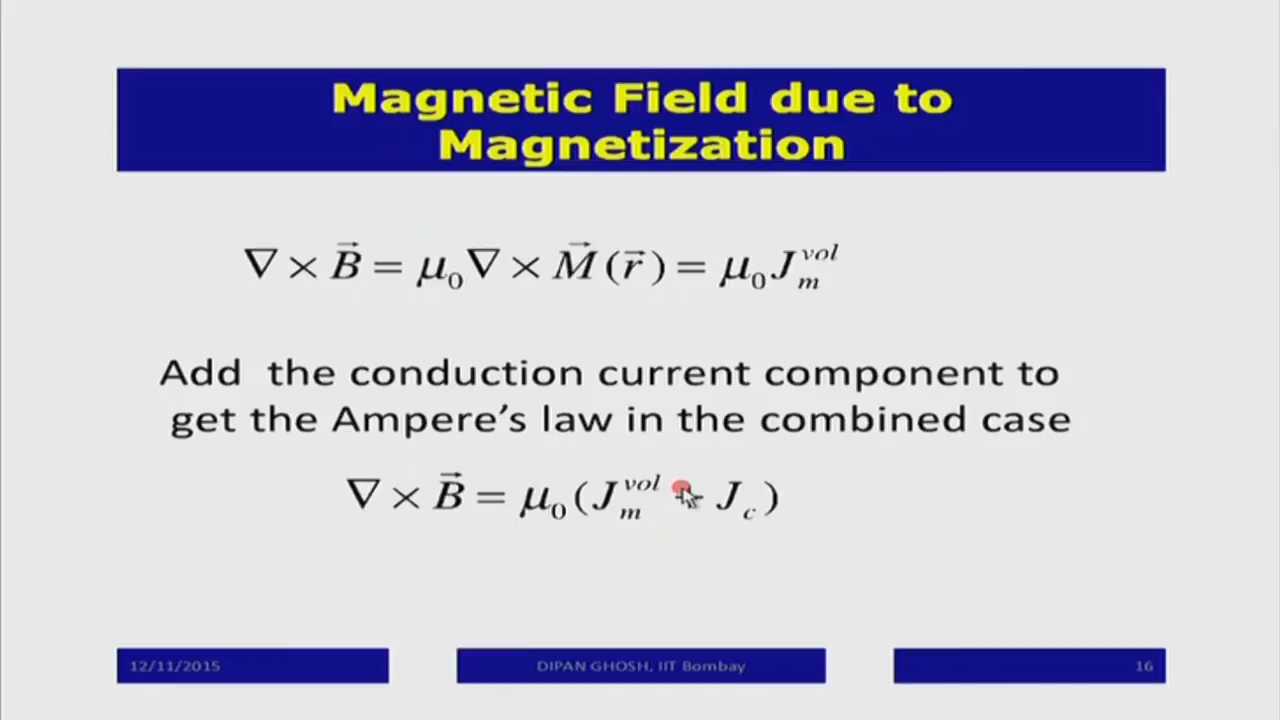 Magnetic Field due to
Magnetization
∇ × B⃗ = μ₀∇ × M⃗(r⃗) = μ₀J_m^{vol}
Add the conduction current component to
get the Ampere’s law in the combined case
∇ × B⃗ = μ₀(J_m^{vol} + J_c)
12/11/2015 DIPAN GHOSH, IIT Bombay 16